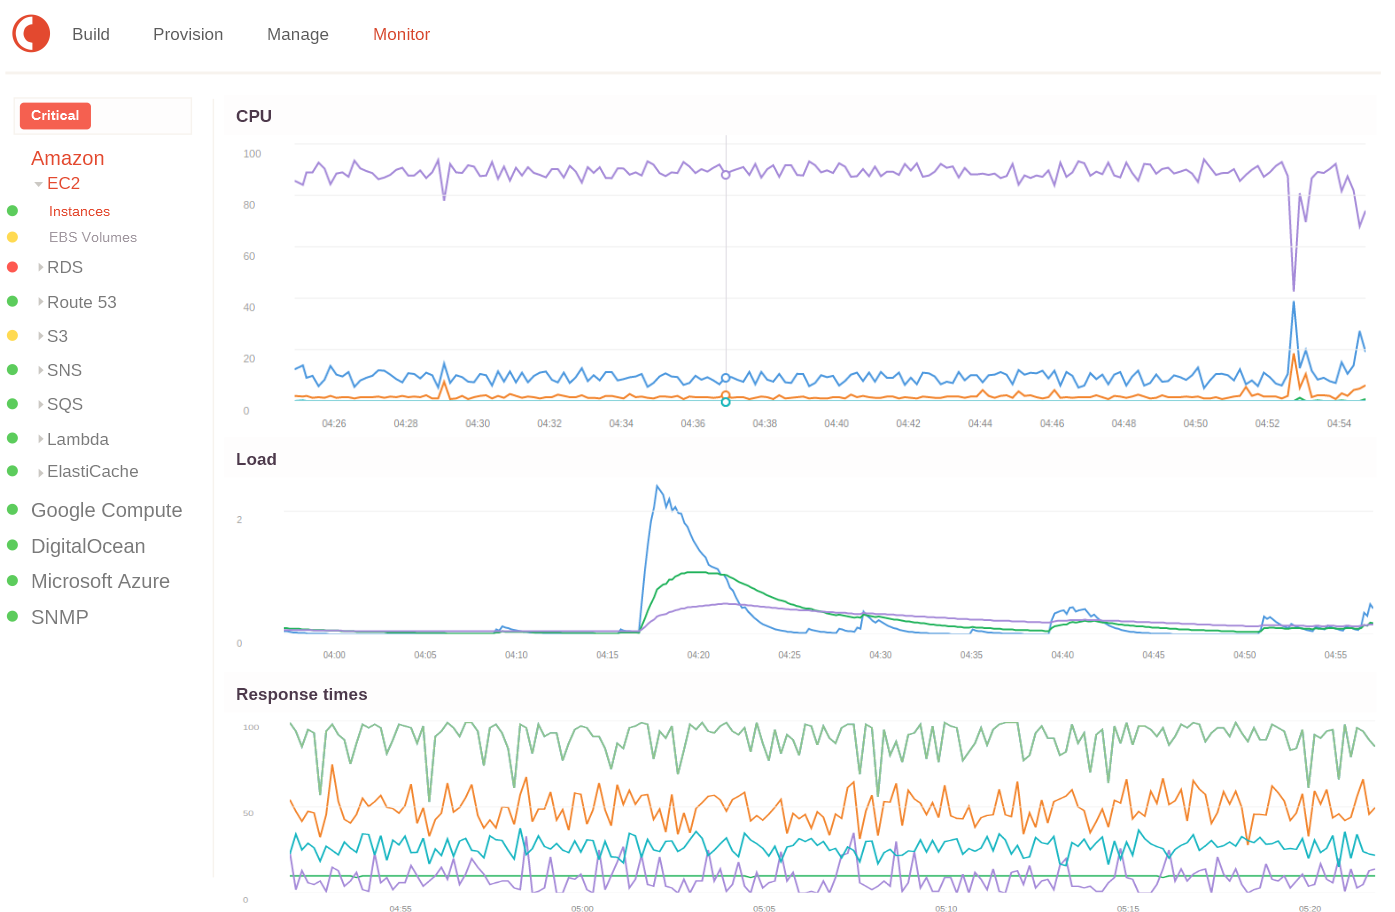 Build Provision Manage Monitor
Critical
Amazon
EC2
Instances
EBS Volumes
RDS
Route 53
S3
SNS
SQS
Lambda
ElastiCache
Google Compute
DigitalOcean
Microsoft Azure
SNMP
CPU
100
80
60
40
20
0
04:26 04:28 04:30 04:32 04:34 04:36 04:38 04:40 04:42 04:44 04:46 04:48 04:50 04:52 04:54
Load
2
0
04:00 04:05 04:10 04:15 04:20 04:25 04:30 04:35 04:40 04:45 04:50 04:55
Response times
100
50
0
04:55 05:00 05:05 05:10 05:15 05:20